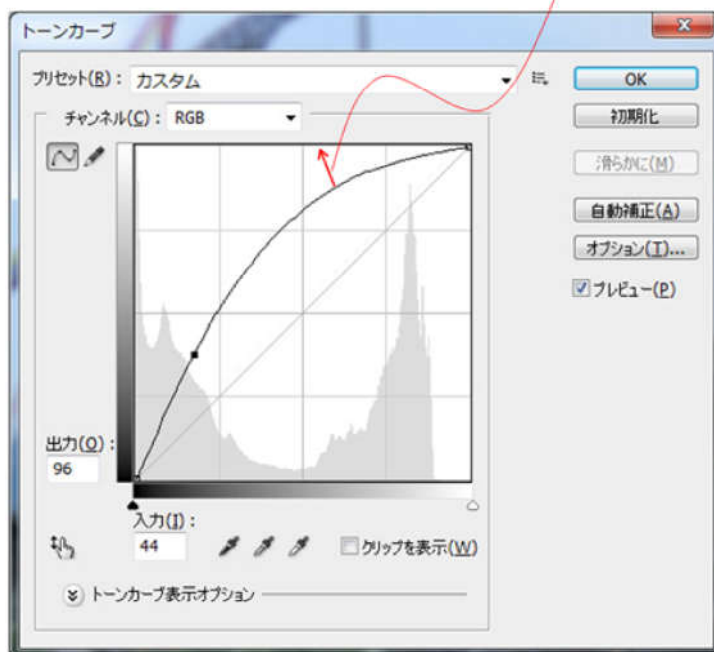 トーンカーブ
プリセット(R)： カスタム
チャンネル(C)： RGB
OK
初期化
滑らかに(M)
自動補正(A)
オプション(T)...
プレビュー(P)
出力(O)：
96
入力(I)：
44
クリップを表示(W)
トーンカーブ表示オプション